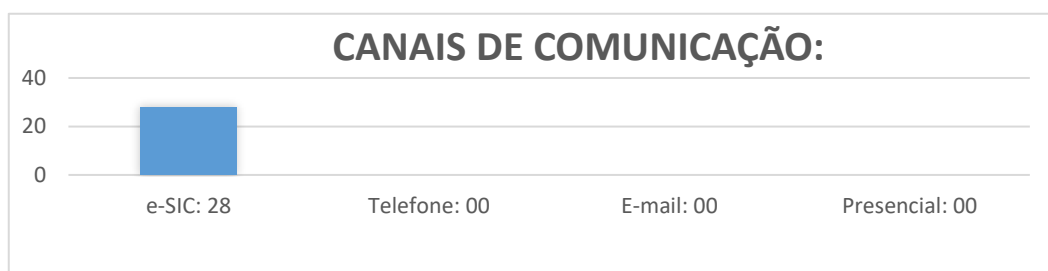 CANAIS DE COMUNICAÇÃO:
40
20
0
e-SIC: 28 Telefone: 00 E-mail: 00 Presencial: 00